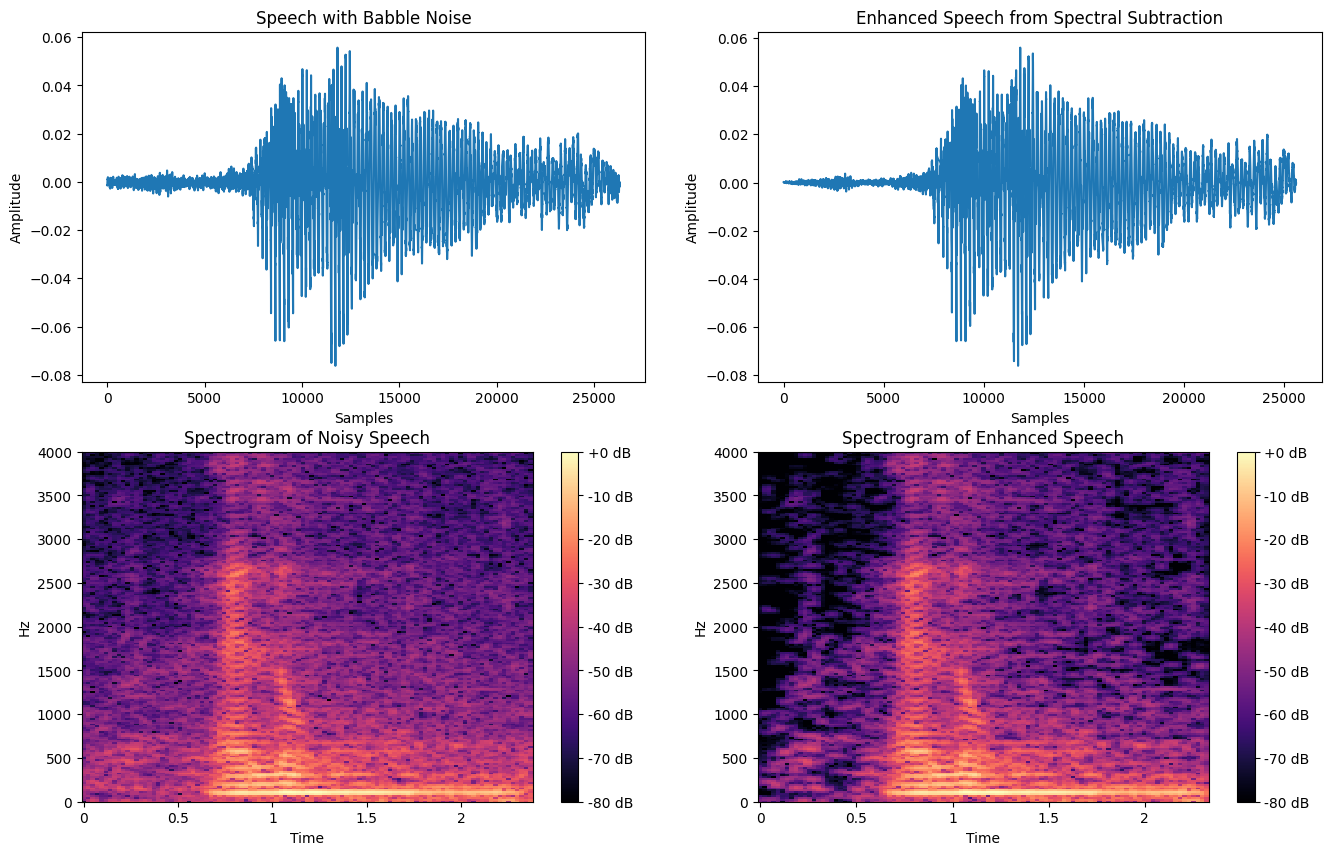 Speech with Babble Noise
0.06
0.04
0.02
0.00
−0.02
−0.04
−0.06
−0.08
Amplitude
0 5000 10000 15000 20000 25000
Samples
Enhanced Speech from Spectral Subtraction
0.06
0.04
0.02
0.00
−0.02
−0.04
−0.06
−0.08
Amplitude
0 5000 10000 15000 20000 25000
Samples
Spectrogram of Noisy Speech
4000
3500
3000
2500
2000
1500
1000
500
0
Hz
0 0.5 1 1.5 2
Time
+0 dB
-10 dB
-20 dB
-30 dB
-40 dB
-50 dB
-60 dB
-70 dB
-80 dB
Spectrogram of Enhanced Speech
4000
3500
3000
2500
2000
1500
1000
500
0
Hz
0 0.5 1 1.5 2
Time
+0 dB
-10 dB
-20 dB
-30 dB
-40 dB
-50 dB
-60 dB
-70 dB
-80 dB